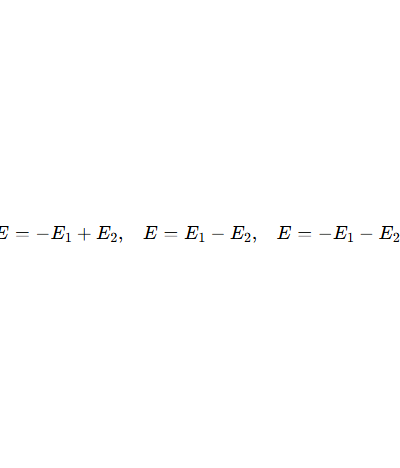 E = −E₁ + E₂, E = E₁ − E₂, E = −E₁ − E₂